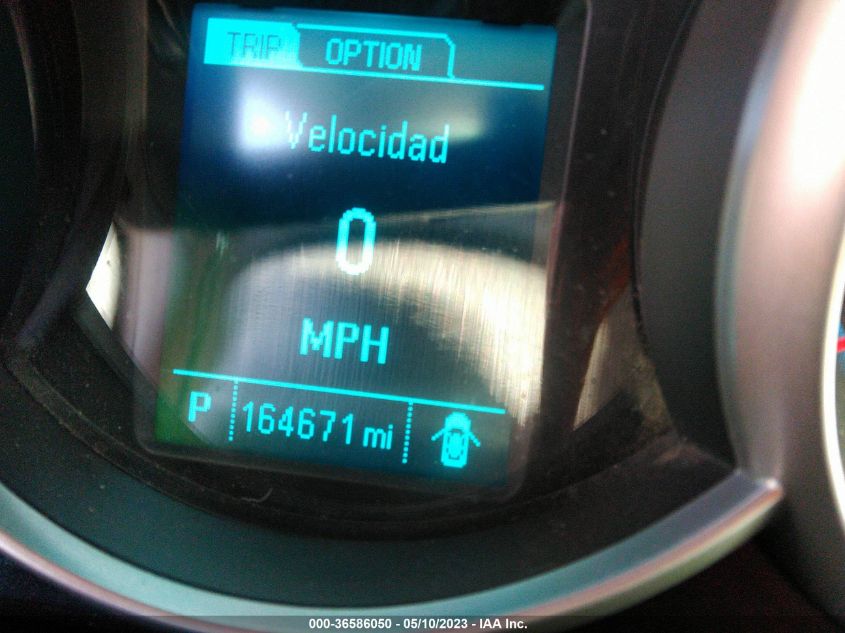 TRIP OPTION
Velocidad
0
MPH
P 164671 mi
000-36586050 - 05/10/2023 - IAA Inc.